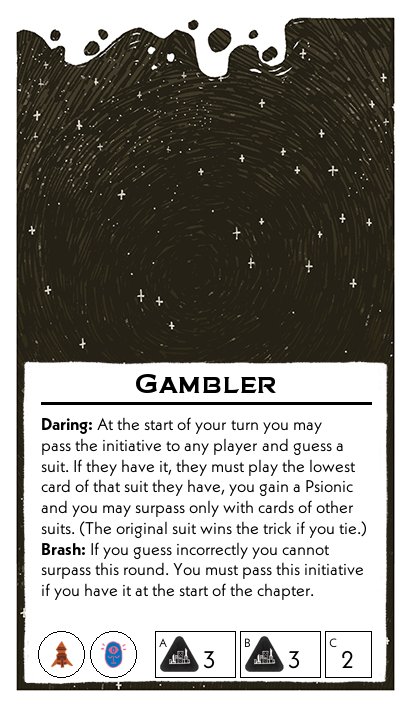 GAMBLER
Daring: At the start of your turn you may
pass the initiative to any player and guess a
suit. If they have it, they must play the lowest
card of that suit they have, you gain a Psionic
and you may surpass only with cards of other
suits. (The original suit wins the trick if you tie.)
Brash: If you guess incorrectly you cannot
surpass this round. You must pass this initiative
if you have it at the start of the chapter.
A 3 B 3 C 2